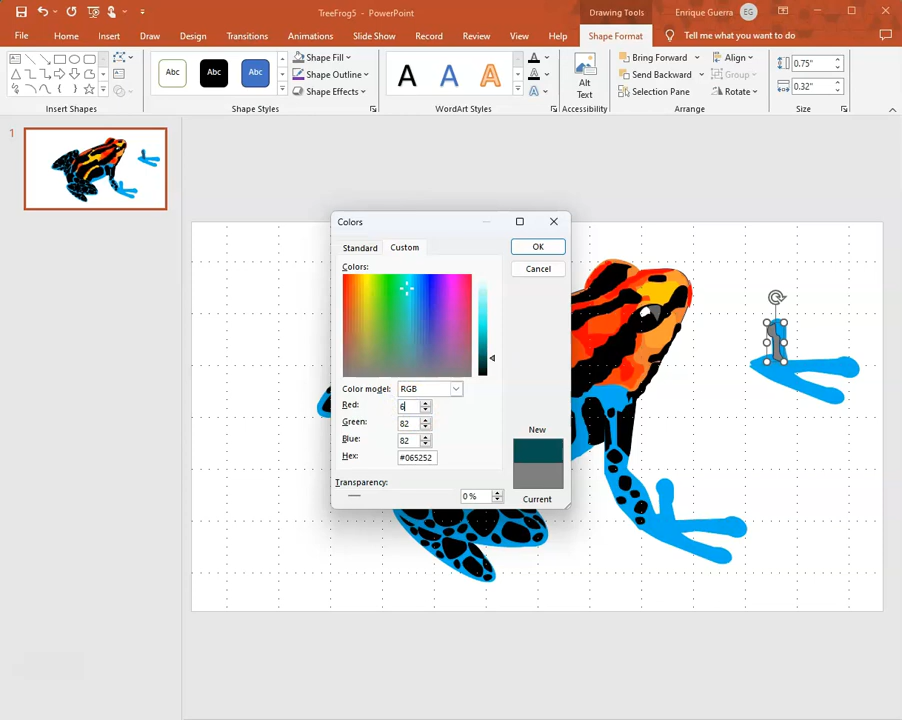 TreeFrog5 - PowerPoint
Drawing Tools
Enrique Guerra
EG
File
Home
Insert
Draw
Design
Transitions
Animations
Slide Show
Record
Review
View
Help
Shape Format
Tell me what you want to do
Abc
Abc
Abc
Shape Fill
Shape Outline
Shape Effects
A
A
A
A
A
A
Alt
Text
Bring Forward
Send Backward
Selection Pane
Align
Group
Rotate
0.75"
0.32"
Insert Shapes
Shape Styles
WordArt Styles
Accessibility
Arrange
Size
1
Colors
Standard
Custom
OK
Cancel
Colors:
Color model:
RGB
Red:
6
Green:
82
Blue:
82
Hex:
#065252
Transparency:
0 %
New
Current